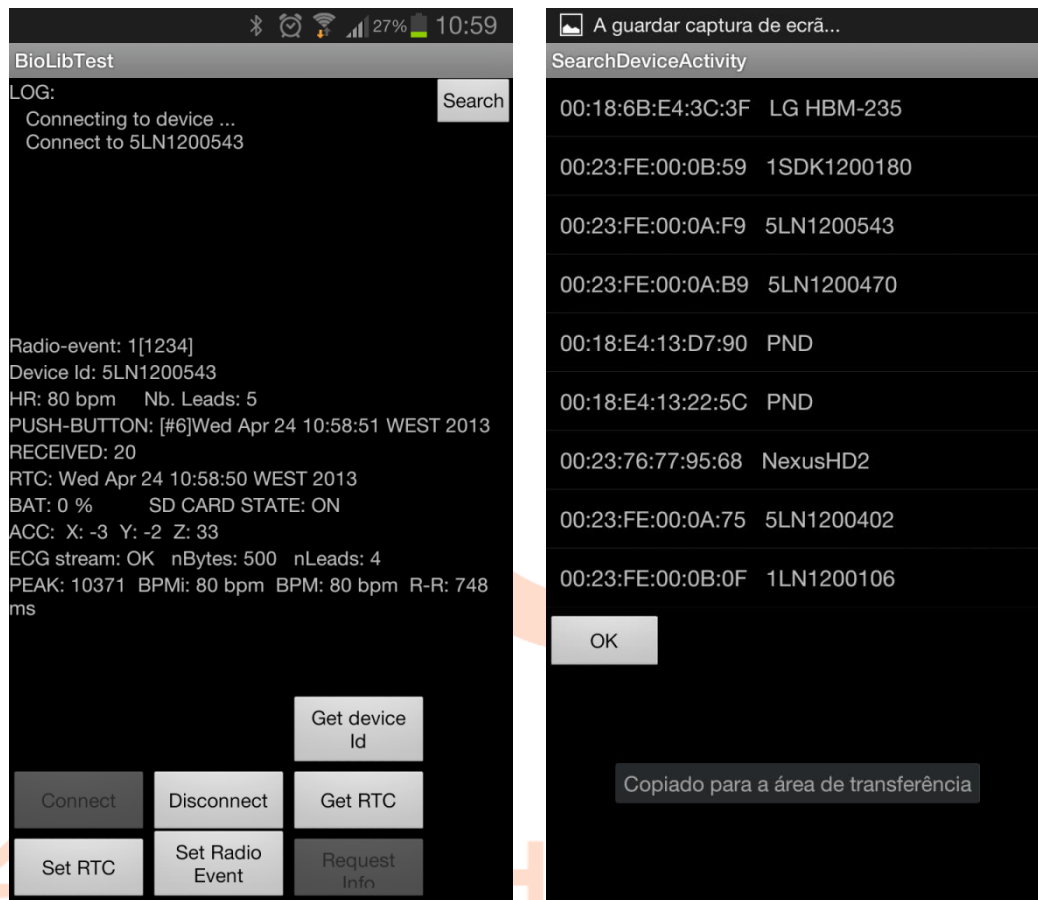 27% 10:59
BioLibTest
LOG:
Search
Connecting to device ...
Connect to 5LN1200543
Radio-event: 1[1234]
Device Id: 5LN1200543
HR: 80 bpm Nb. Leads: 5
PUSH-BUTTON: [#6]Wed Apr 24 10:58:51 WEST 2013
RECEIVED: 20
RTC: Wed Apr 24 10:58:50 WEST 2013
BAT: 0 % SD CARD STATE: ON
ACC: X: -3 Y: -2 Z: 33
ECG stream: OK nBytes: 500 nLeads: 4
PEAK: 10371 BPMi: 80 bpm BPM: 80 bpm R-R: 748
ms
Get device
Id
Connect Disconnect Get RTC
Set RTC
Set Radio
Event
Request
Info
A guardar captura de ecrã...
SearchDeviceActivity
00:18:6B:E4:3C:3F LG HBM-235
00:23:FE:00:0B:59 1SDK1200180
00:23:FE:00:0A:F9 5LN1200543
00:23:FE:00:0A:B9 5LN1200470
00:18:E4:13:D7:90 PND
00:18:E4:13:22:5C PND
00:23:76:77:95:68 NexusHD2
00:23:FE:00:0A:75 5LN1200402
00:23:FE:00:0B:0F 1LN1200106
OK
Copiado para a área de transferência